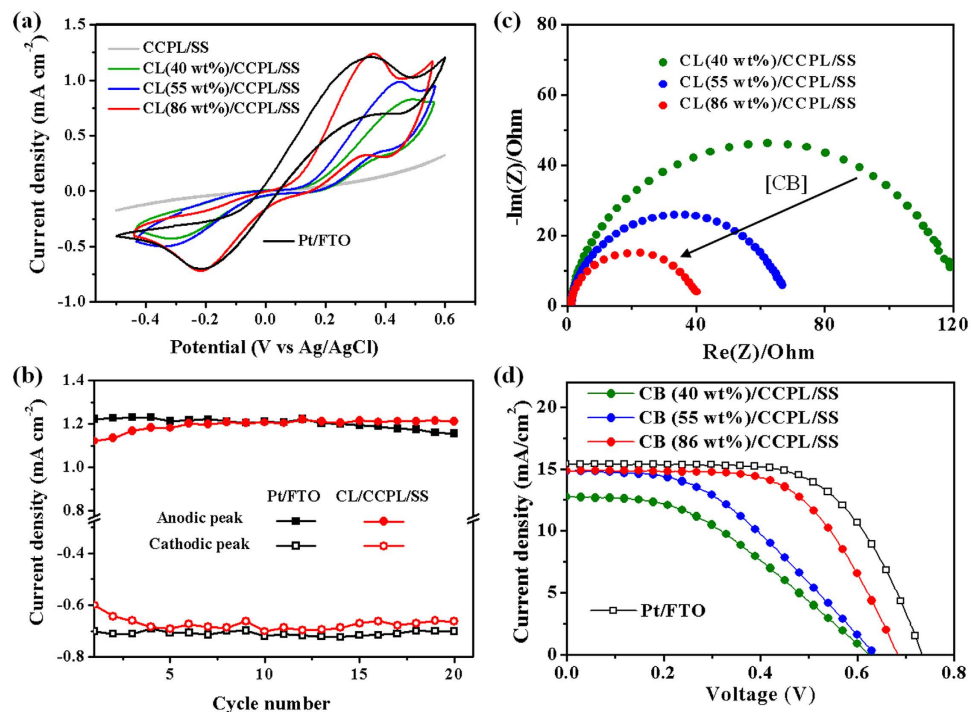 (a)
1.5
1.0
0.5
0.0
-0.5
-1.0
-0.4
-0.2
0.0
0.2
0.4
0.6
Current density (mA cm-2)
Potential (V vs Ag/AgCl)
CCPL/SS
CL(40 wt%)/CCPL/SS
CL(55 wt%)/CCPL/SS
CL(86 wt%)/CCPL/SS
Pt/FTO
(c)
80
60
40
20
0
0
40
80
120
-Im(Z)/Ohm
Re(Z)/Ohm
CL(40 wt%)/CCPL/SS
CL(55 wt%)/CCPL/SS
CL(86 wt%)/CCPL/SS
[CB]
(b)
1.4
1.2
1.0
0.8
-0.6
-0.8
5
10
15
20
Current density (mA cm-2)
Cycle number
Pt/FTO CL/CCPL/SS
Anodic peak
Cathodic peak
(d)
20
15
10
5
0
0.0
0.2
0.4
0.6
0.8
Current density (mA/cm2)
Voltage (V)
CB (40 wt%)/CCPL/SS
CB (55 wt%)/CCPL/SS
CB (86 wt%)/CCPL/SS
Pt/FTO